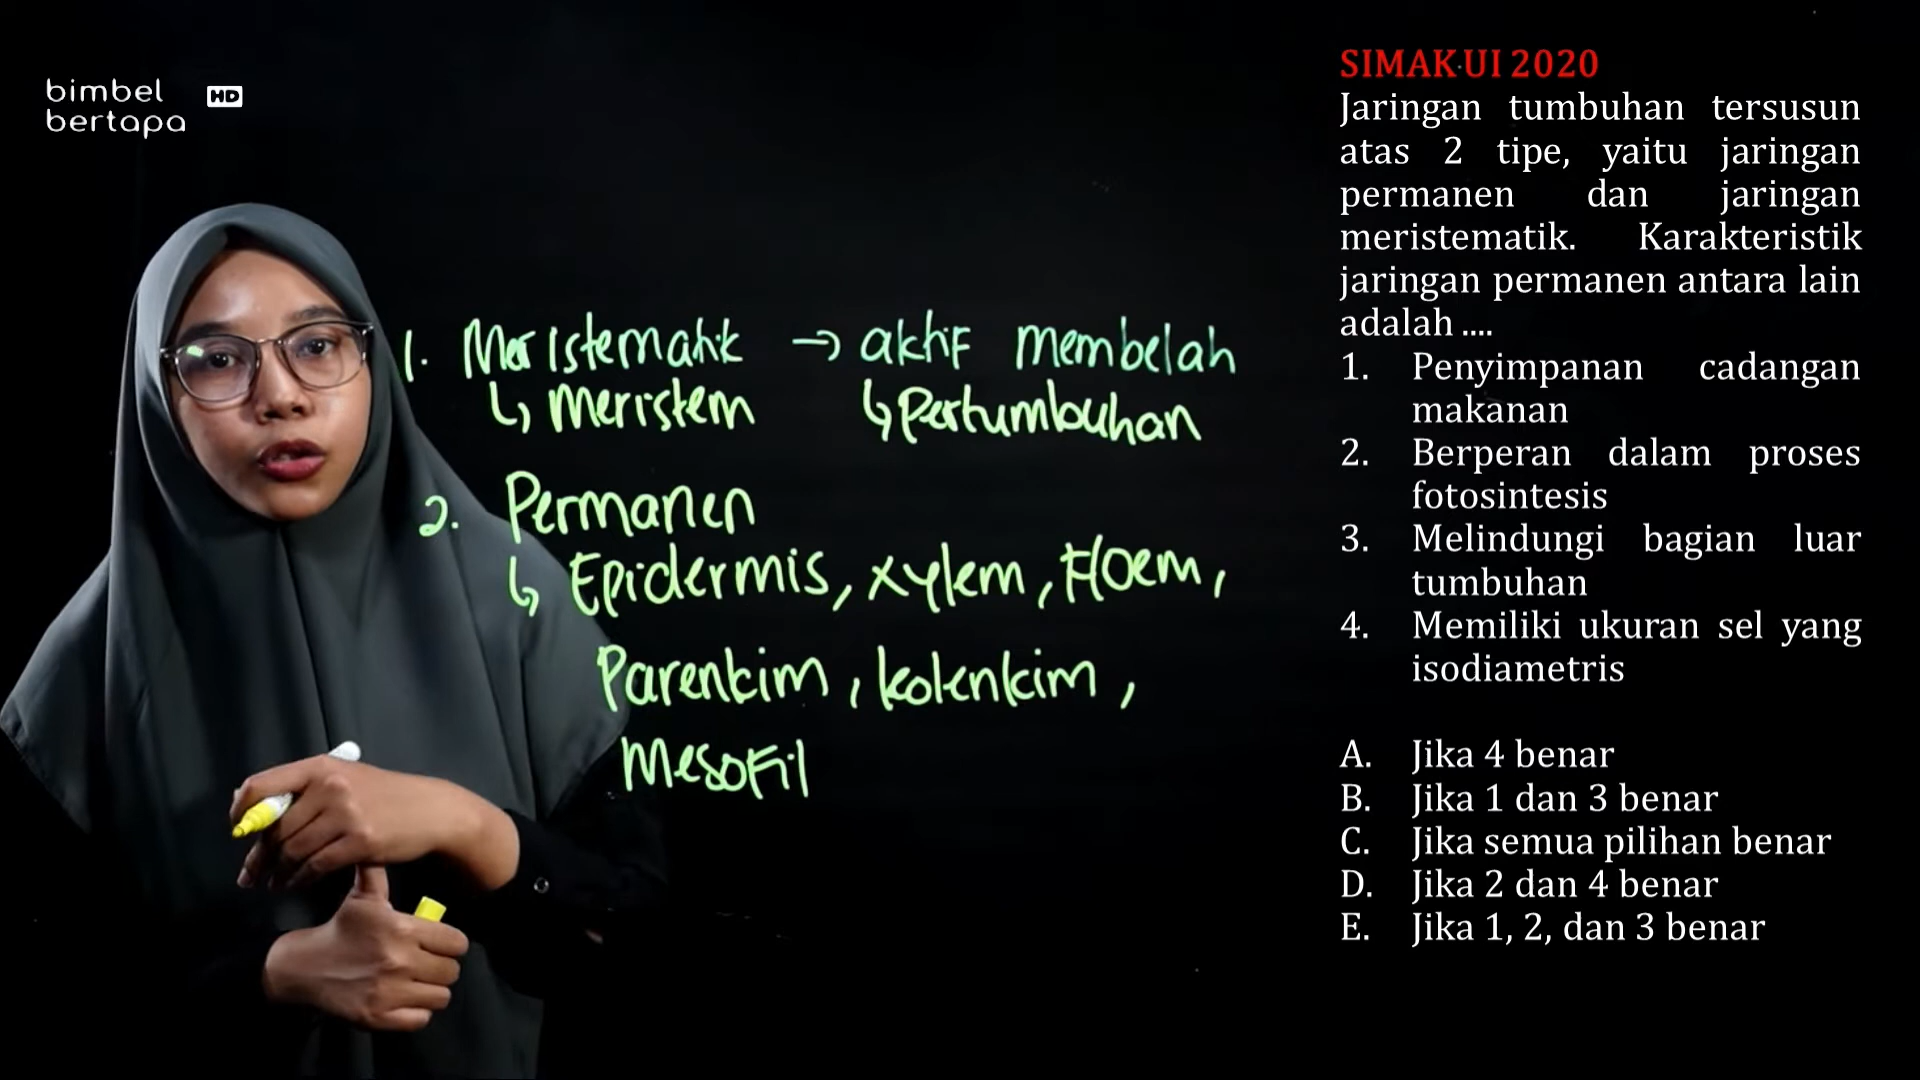 bimbel
bertapa
HD
1. Meristematik → aktif membelah
↳ Meristem ↳ Pertumbuhan
2. Permanen
↳ Epidermis, xylem, Floem,
Parenkim, kolenkim,
Mesofil
SIMAK UI 2020
Jaringan tumbuhan tersusun
atas 2 tipe, yaitu jaringan
permanen dan jaringan
meristematik. Karakteristik
jaringan permanen antara lain
adalah ....
1. Penyimpanan cadangan
makanan
2. Berperan dalam proses
fotosintesis
3. Melindungi bagian luar
tumbuhan
4. Memiliki ukuran sel yang
isodiametris
A. Jika 4 benar
B. Jika 1 dan 3 benar
C. Jika semua pilihan benar
D. Jika 2 dan 4 benar
E. Jika 1, 2, dan 3 benar